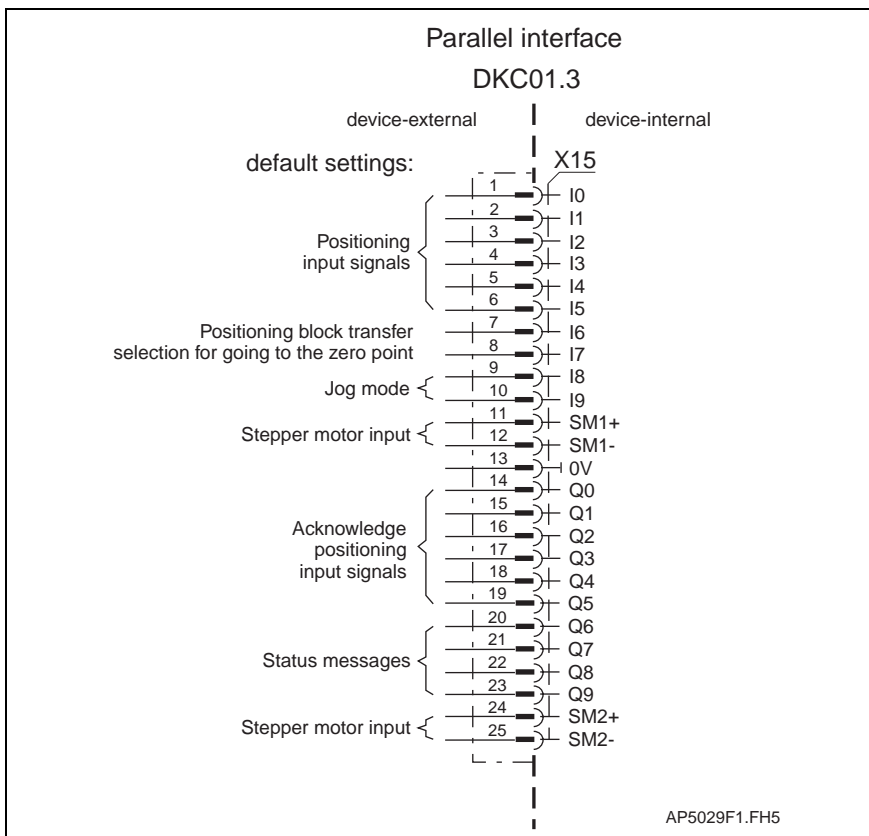 Parallel interface
DKC01.3
device-external
device-internal
default settings:
X15
1 I0
2 I1
Positioning
input signals
3 I2
4 I3
5 I4
6 I5
Positioning block transfer
7 I6
selection for going to the zero point
8 I7
Jog mode
9 I8
10 I9
Stepper motor input
11 SM1+
12 SM1-
13 0V
14 Q0
15 Q1
Acknowledge
positioning
input signals
16 Q2
17 Q3
18 Q4
19 Q5
20 Q6
Status messages
21 Q7
22 Q8
23 Q9
Stepper motor input
24 SM2+
25 SM2-
AP5029F1.FH5